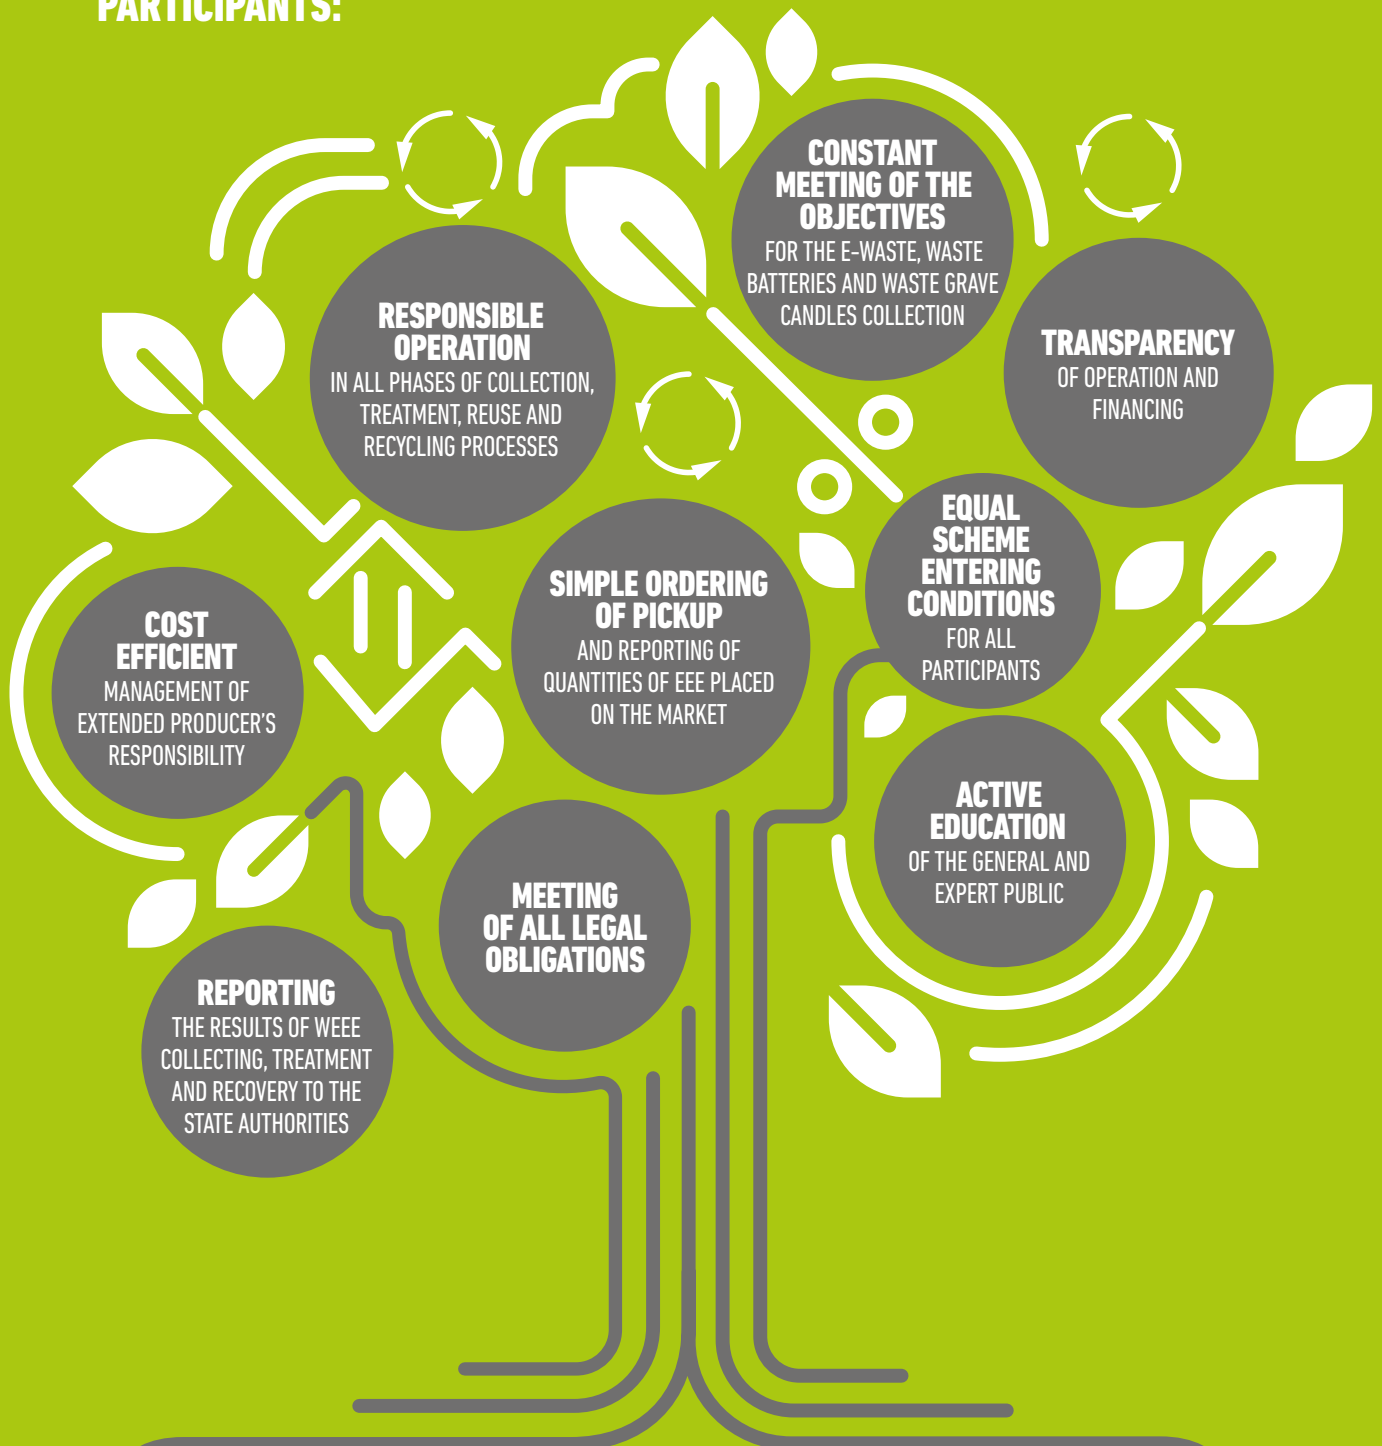 PARTICIPANTS:
CONSTANT
MEETING OF THE
OBJECTIVES
FOR THE E-WASTE, WASTE
BATTERIES AND WASTE GRAVE
CANDLES COLLECTION
RESPONSIBLE
OPERATION
IN ALL PHASES OF COLLECTION,
TREATMENT, REUSE AND
RECYCLING PROCESSES
TRANSPARENCY
OF OPERATION AND
FINANCING
EQUAL
SCHEME
ENTERING
CONDITIONS
FOR ALL
PARTICIPANTS
SIMPLE ORDERING
OF PICKUP
AND REPORTING OF
QUANTITIES OF EEE PLACED
ON THE MARKET
COST
EFFICIENT
MANAGEMENT OF
EXTENDED PRODUCER'S
RESPONSIBILITY
ACTIVE
EDUCATION
OF THE GENERAL AND
EXPERT PUBLIC
MEETING
OF ALL LEGAL
OBLIGATIONS
REPORTING
THE RESULTS OF WEEE
COLLECTING, TREATMENT
AND RECOVERY TO THE
STATE AUTHORITIES